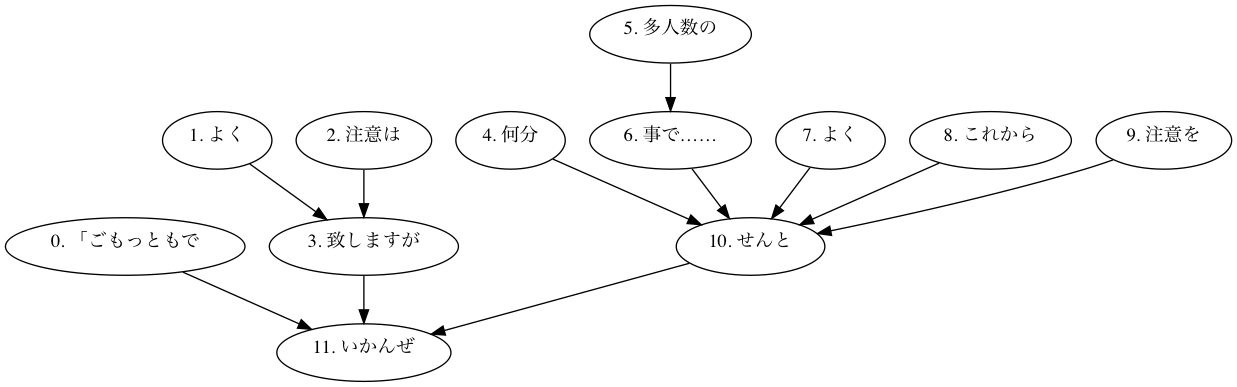 5. 多人数の
1. よく
2. 注意は
4. 何分
6. 事で……
7. よく
8. これから
9. 注意を
0. 「ごもっともで
3. 致しますが
10. せんと
11. いかんぜ